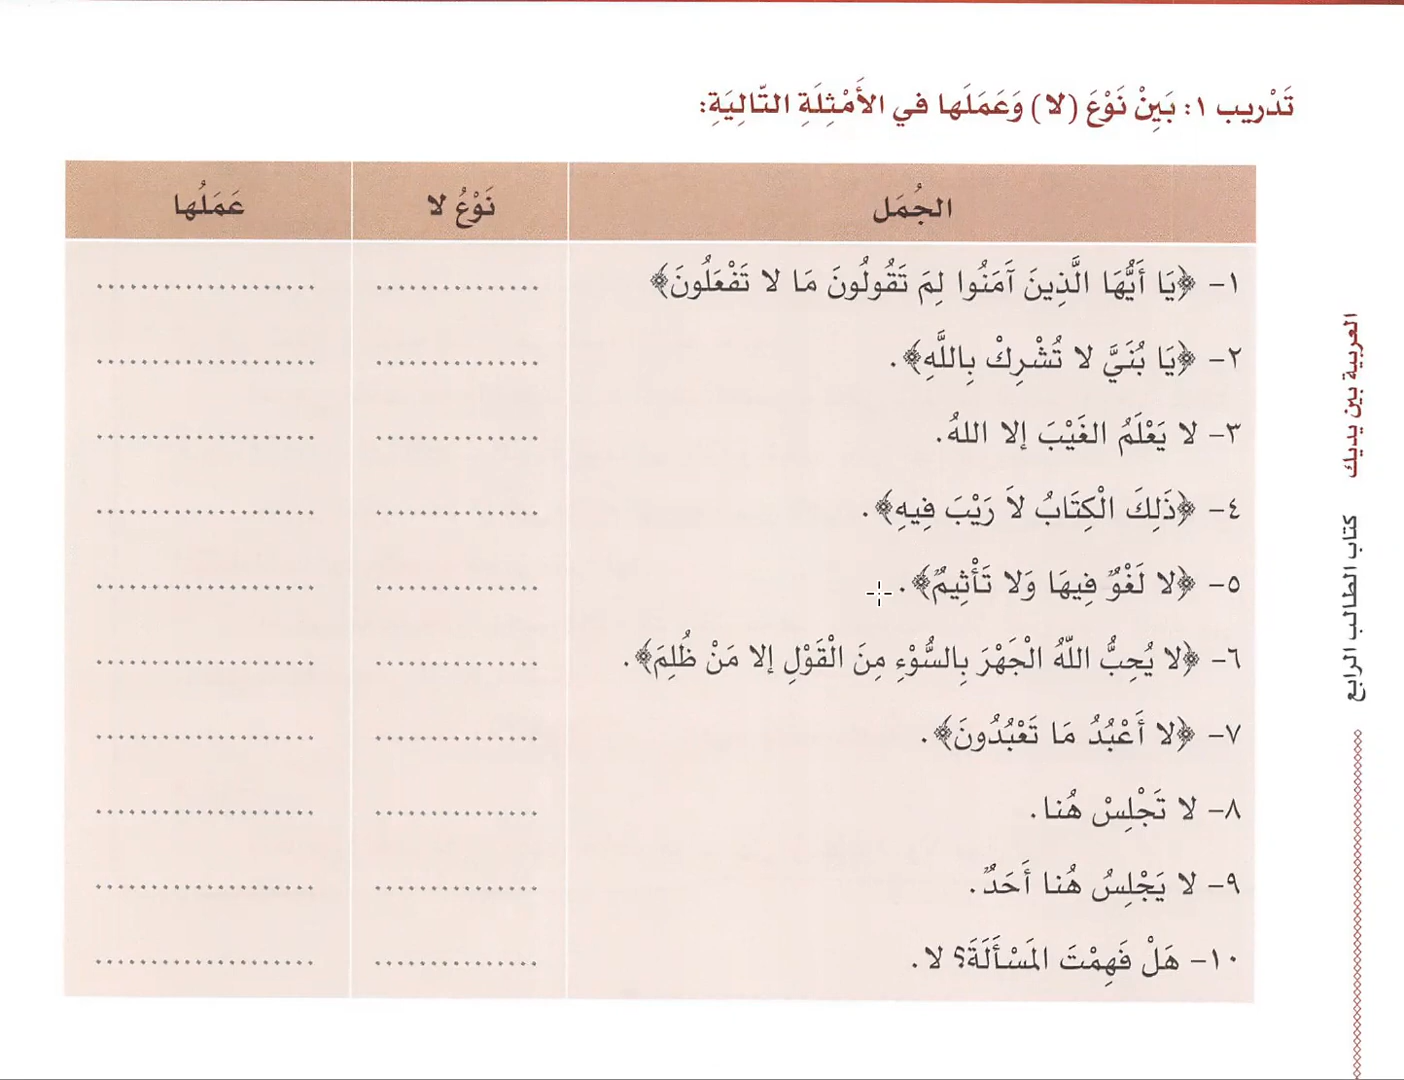 تَدْريب ١: بَيِنْ نَوْعَ (لا) وَعَمَلَها في الأَمْثِلَةِ التّالِيَةِ:
الجُمَل	نَوْعُ لا	عَمَلُها
١- ﴿يَا أَيُّهَا الَّذِينَ آمَنُوا لِمَ تَقُولُونَ مَا لا تَفْعَلُونَ﴾ .................... ...............
٢- ﴿يَا بُنَيَّ لا تُشْرِكْ بِاللَّهِ﴾. .................... ...............
٣- لا يَعْلَمُ الغَيْبَ إلا اللهُ. .................... ...............
٤- ﴿ذَلِكَ الْكِتَابُ لاَ رَيْبَ فِيهِ﴾. .................... ...............
٥- ﴿لا لَغْوٌ فِيهَا وَلا تَأْثِيمٌ﴾. .................... ...............
٦- ﴿لا يُحِبُّ اللّهُ الْجَهْرَ بِالسُّوْءِ مِنَ الْقَوْلِ إلا مَنْ ظُلِمَ﴾. .................... ...............
٧- ﴿لا أَعْبُدُ مَا تَعْبُدُونَ﴾. .................... ...............
٨- لا تَجْلِسْ هُنا. .................... ...............
٩- لا يَجْلِسُ هُنا أَحَدٌ. .................... ...............
١٠- هَلْ فَهِمْتَ المَسْأَلَةَ؟ لا. .................... ...............
العربية بين يديك كتاب الطالب الرابع